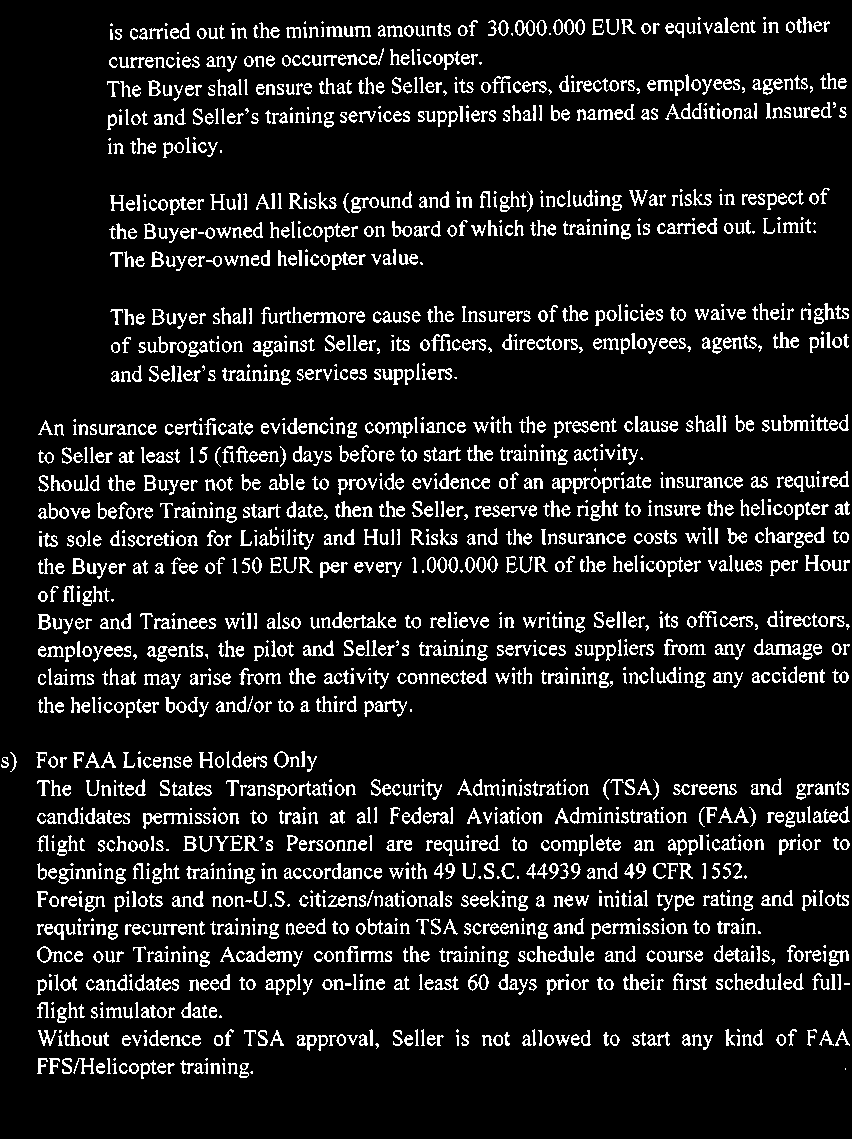 is carried out in the minimum amounts of 30.000.000 EUR or equivalent in other
currencies any one occurrence/ helicopter.
The Buyer shall ensure that the Seller, its officers, directors, employees, agents, the
pilot and Seller's training services suppliers shall be named as Additional Insured's
in the policy.
Helicopter Hull All Risks (ground and in flight) including War risks in respect of
the Buyer-owned helicopter on board of which the training is carried out. Limit:
The Buyer-owned helicopter value.
The Buyer shall furthermore cause the Insurers of the policies to waive their rights
of subrogation against Seller, its officers, directors, employees, agents, the pilot
and Seller's training services suppliers.
An insurance certificate evidencing compliance with the present clause shall be submitted
to Seller at least 15 (fifteen) days before to start the training activity.
Should the Buyer not be able to provide evidence of an appropriate insurance as required
above before Training start date, then the Seller, reserve the right to insure the helicopter at
its sole discretion for Liability and Hull Risks and the Insurance costs will be charged to
the Buyer at a fee of 150 EUR per every 1.000.000 EUR of the helicopter values per Hour
of flight.
Buyer and Trainees will also undertake to relieve in writing Seller, its officers, directors,
employees, agents, the pilot and Seller's training services suppliers from any damage or
claims that may arise from the activity connected with training, including any accident to
the helicopter body and/or to a third party.
s) For FAA License Holders Only
The United States Transportation Security Administration (TSA) screens and grants
candidates permission to train at all Federal Aviation Administration (FAA) regulated
flight schools. BUYER's Personnel are required to complete an application prior to
beginning flight training in accordance with 49 U.S.C. 44939 and 49 CFR 1552.
Foreign pilots and non-U.S. citizens/nationals seeking a new initial type rating and pilots
requiring recurrent training need to obtain TSA screening and permission to train.
Once our Training Academy confirms the training schedule and course details, foreign
pilot candidates need to apply on-line at least 60 days prior to their first scheduled full-
flight simulator date.
Without evidence of TSA approval, Seller is not allowed to start any kind of FAA
FFS/Helicopter training.